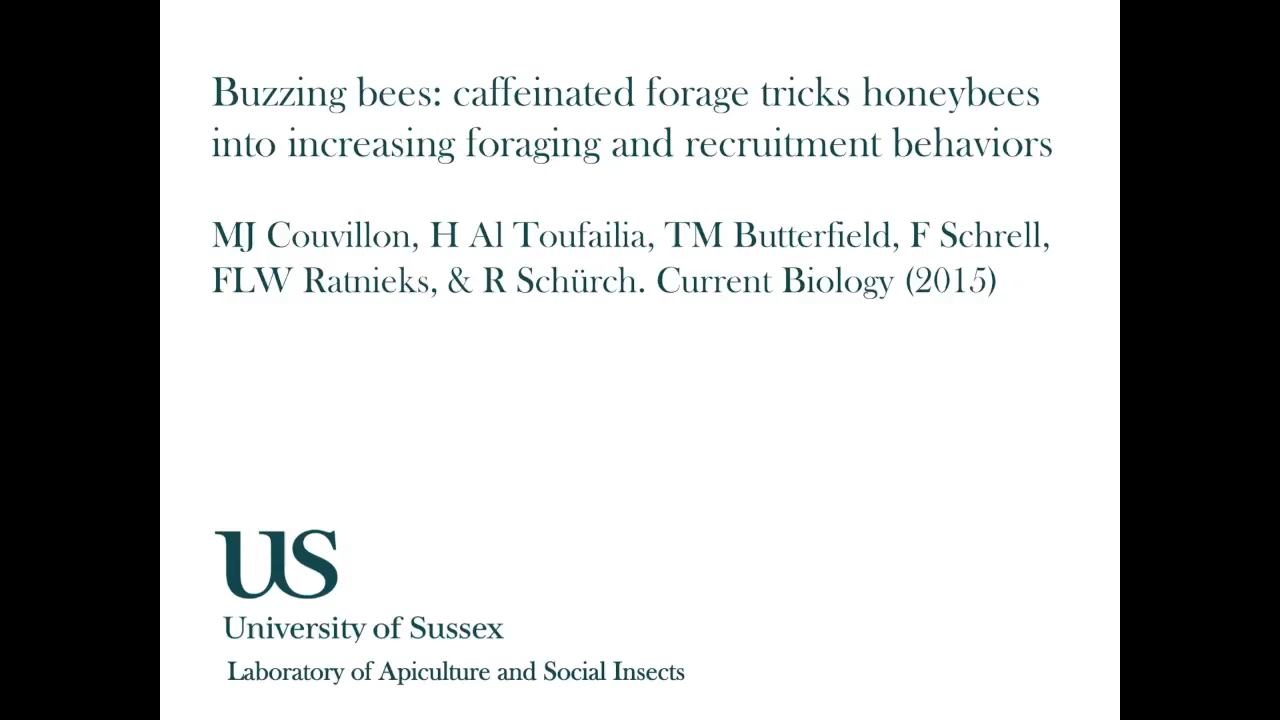 Buzzing bees: caffeinated forage tricks honeybees
into increasing foraging and recruitment behaviors
MJ Couvillon, H Al Toufailia, TM Butterfield, F Schrell,
FLW Ratnieks, & R Schürch. Current Biology (2015)
us
University of Sussex
Laboratory of Apiculture and Social Insects